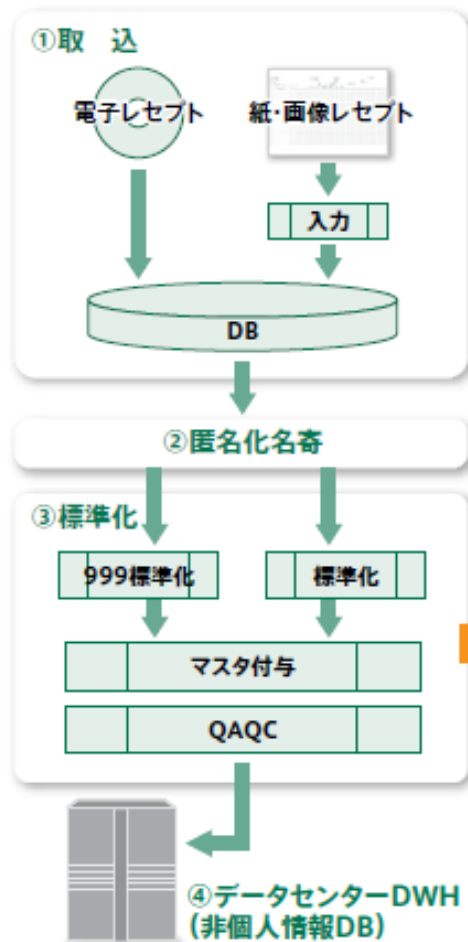 ①取　込
電子レセプト
紙・画像レセプト
入力
DB
②匿名化名寄
③標準化
999標準化
標準化
マスタ付与
QAQC
④データセンターDWH
(非個人情報DB)